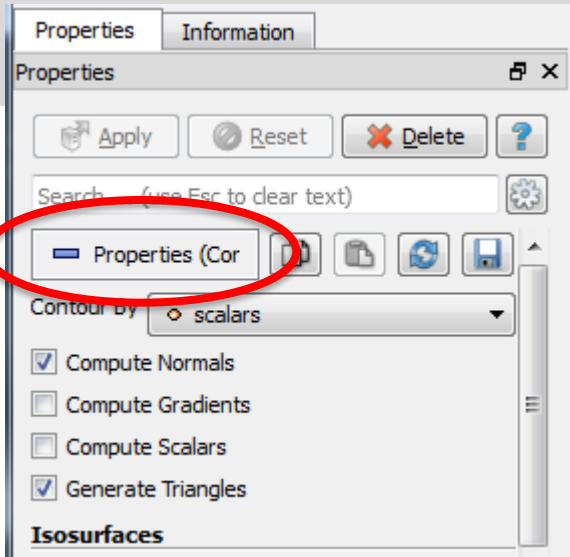 Properties Information
Properties
Apply Reset Delete ?
Search ... (use Esc to clear text)
Properties (Cor
Contour By scalars
Compute Normals
Compute Gradients
Compute Scalars
Generate Triangles
Isosurfaces